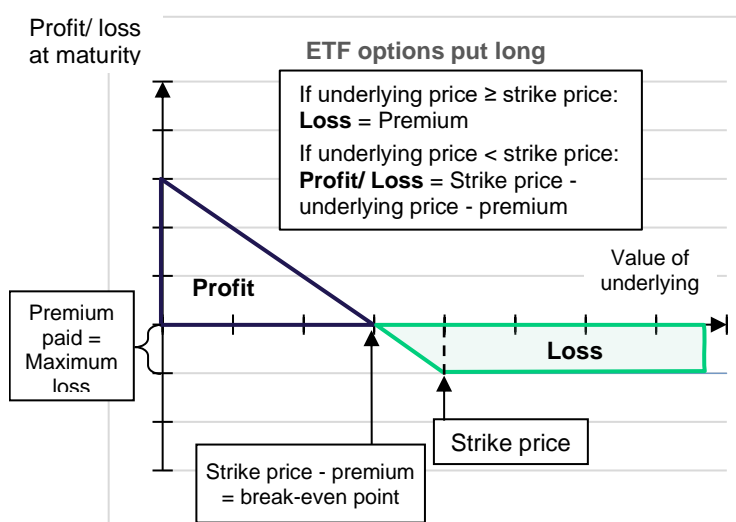 Profit/ loss
at maturity
ETF options put long
If underlying price ≥ strike price:
Loss = Premium
If underlying price < strike price:
Profit/ Loss = Strike price -
underlying price - premium
Value of
underlying
Profit
Premium
paid =
Maximum
loss
Loss
Strike price
Strike price - premium
= break-even point